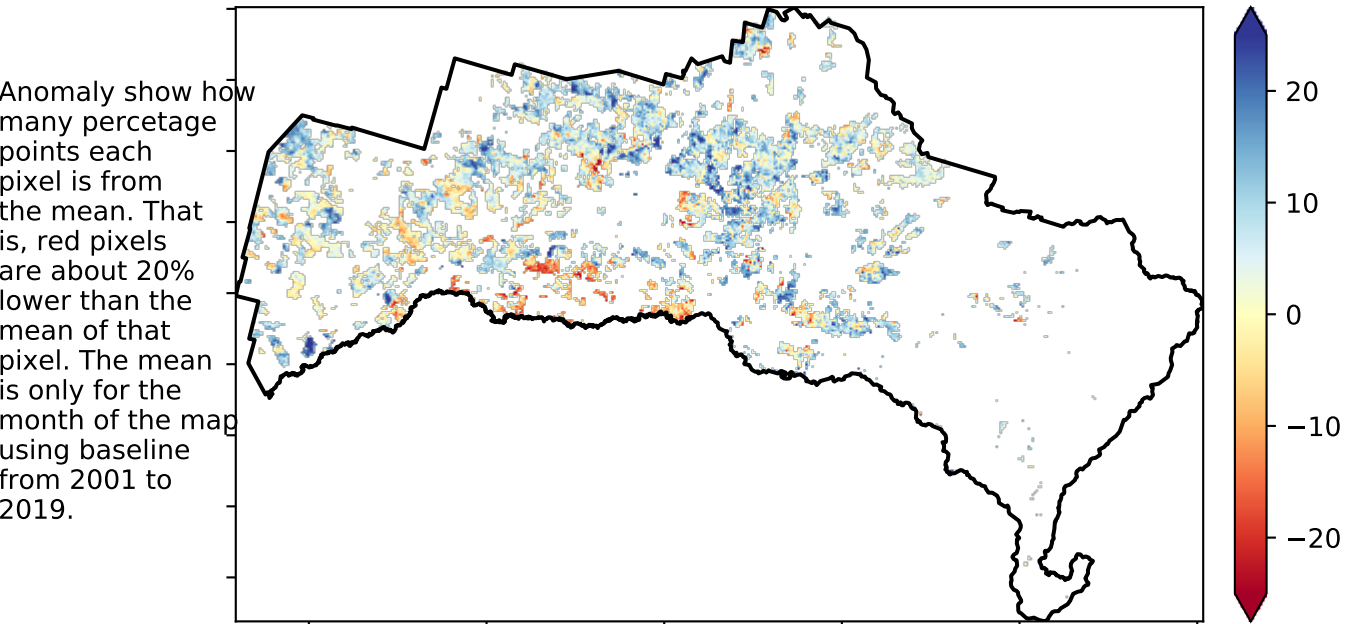 Anomaly show how
many percetage
points each
pixel is from
the mean. That
is, red pixels
are about 20%
lower than the
mean of that
pixel. The mean
is only for the
month of the map
using baseline
from 2001 to
2019.
20
10
0
−10
−20